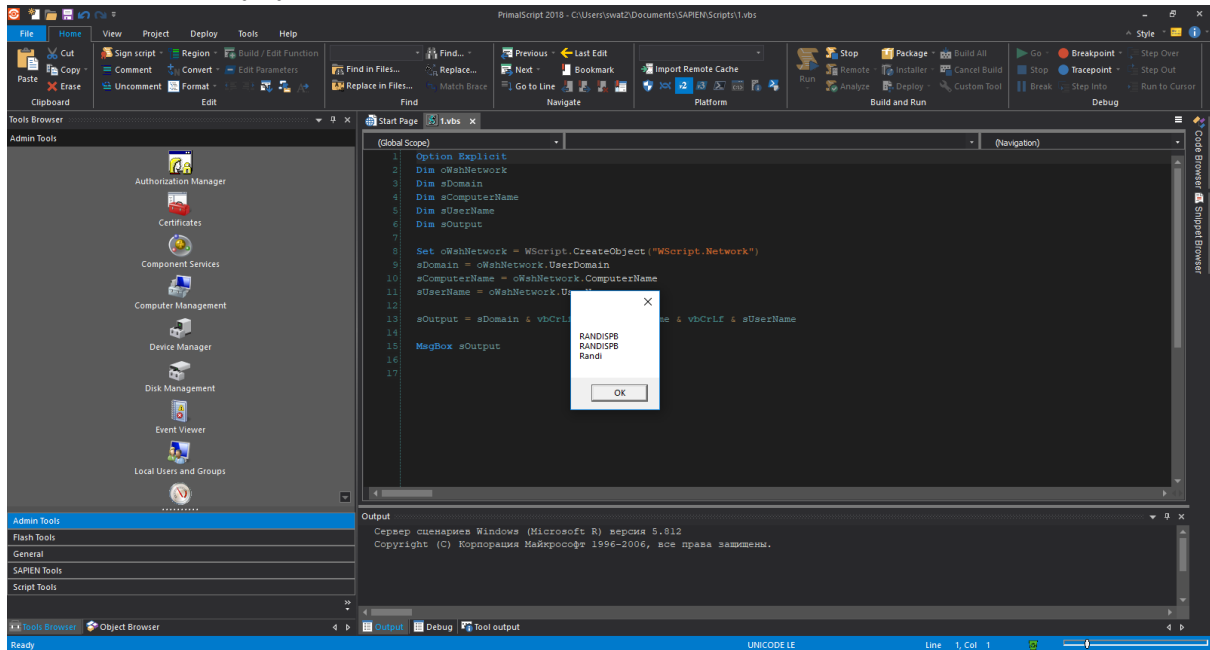 PrimalScript 2018 - C:\Users\swat2\Documents\SAPIEN\Scripts\1.vbs
File Home View Project Deploy Tools Help Style
Paste Cut Copy Erase
Sign script Region Build / Edit Function
Comment Convert Edit Parameters
Uncomment Format
Find... Find in Files... Replace... Replace in Files... Match Brace
Previous Last Edit
Next Bookmark
Go to Line
Import Remote Cache
Run Stop Package Build All
Remote Installer Cancel Build
Analyze Deploy Custom Tool
Go Breakpoint Step Over
Stop Tracepoint Step Out
Break Step Into Run to Cursor
Clipboard Edit Find Navigate Platform Build and Run Debug
Tools Browser
Admin Tools
Authorization Manager
Certificates
Component Services
Computer Management
Device Manager
Disk Management
Event Viewer
Local Users and Groups
Admin Tools
Flash Tools
General
SAPIEN Tools
Script Tools
Tools Browser Object Browser
Start Page 1.vbs
(Global Scope) (Navigation)
1 Option Explicit
2 Dim oWshNetwork
3 Dim sDomain
4 Dim sComputerName
5 Dim sUserName
6 Dim sOutput
7
8 Set oWshNetwork = WScript.CreateObject("WScript.Network")
9 sDomain = oWshNetwork.UserDomain
10 sComputerName = oWshNetwork.ComputerName
11 sUserName = oWshNetwork.
12
13 sOutput = sDomain & & vbCrLf & sUserName
14
15 MsgBox sOutput
16
17
RANDISPB
RANDISPB
Randi
OK
Code Browser Snippet Browser
Output
Сервер сценариев Windows (Microsoft R) версия 5.812
Copyright (C) Корпорация Майкрософт 1996-2006, все права защищены.
Output Debug Tool output
Ready UNICODE LE Line 1, Col 1